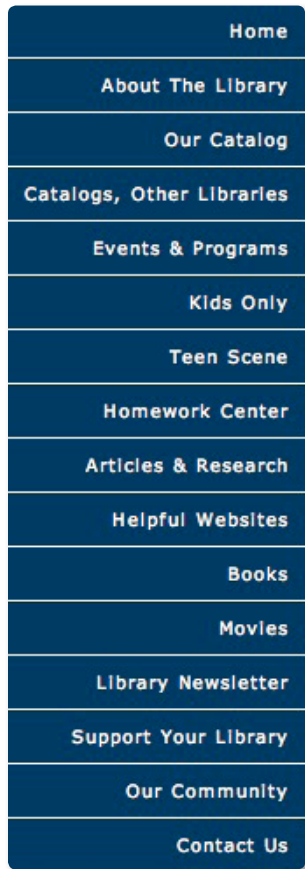 Home
About The Library
Our Catalog
Catalogs, Other Libraries
Events & Programs
Kids Only
Teen Scene
Homework Center
Articles & Research
Helpful Websites
Books
Movies
Library Newsletter
Support Your Library
Our Community
Contact Us